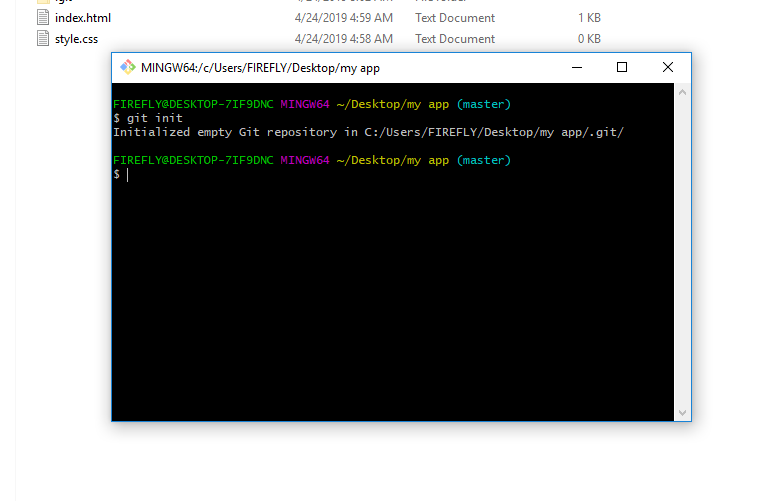 index.html 4/24/2019 4:59 AM Text Document 1 KB
style.css 4/24/2019 4:58 AM Text Document 0 KB
MINGW64:/c/Users/FIREFLY/Desktop/my app
FIREFLY@DESKTOP-7IF9DNC MINGW64 ~/Desktop/my app (master)
$ git init
Initialized empty Git repository in C:/Users/FIREFLY/Desktop/my app/.git/
FIREFLY@DESKTOP-7IF9DNC MINGW64 ~/Desktop/my app (master)
$